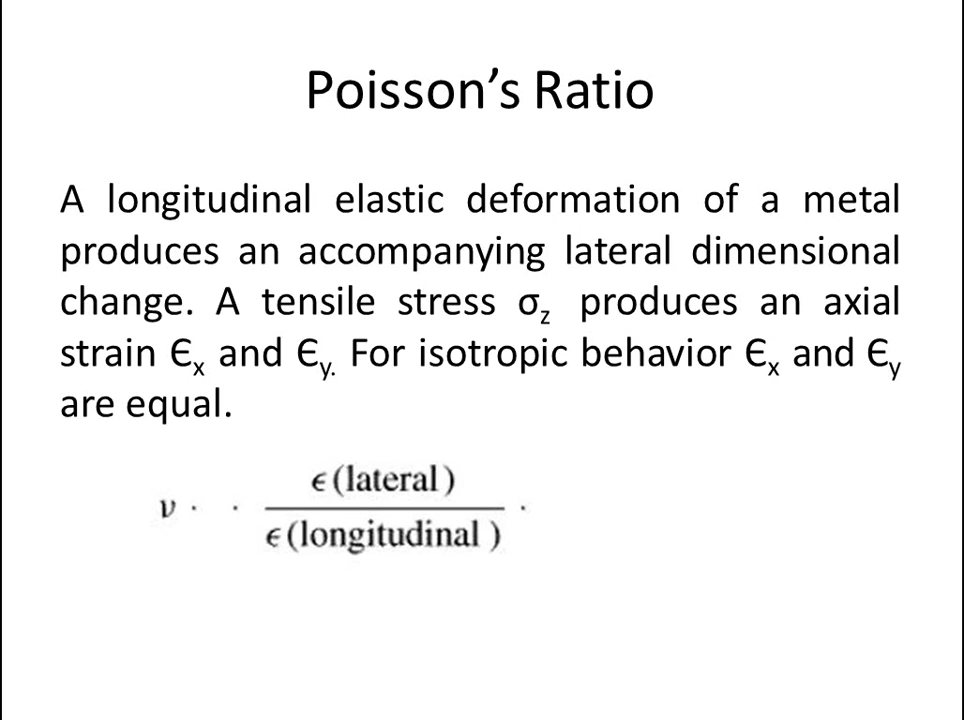 Poisson’s Ratio
A longitudinal elastic deformation of a metal
produces an accompanying lateral dimensional
change. A tensile stress σz produces an axial
strain Єx and Єy. For isotropic behavior Єx and Єy
are equal.
ϵ (lateral)
ν · · ·
ϵ (longitudinal )